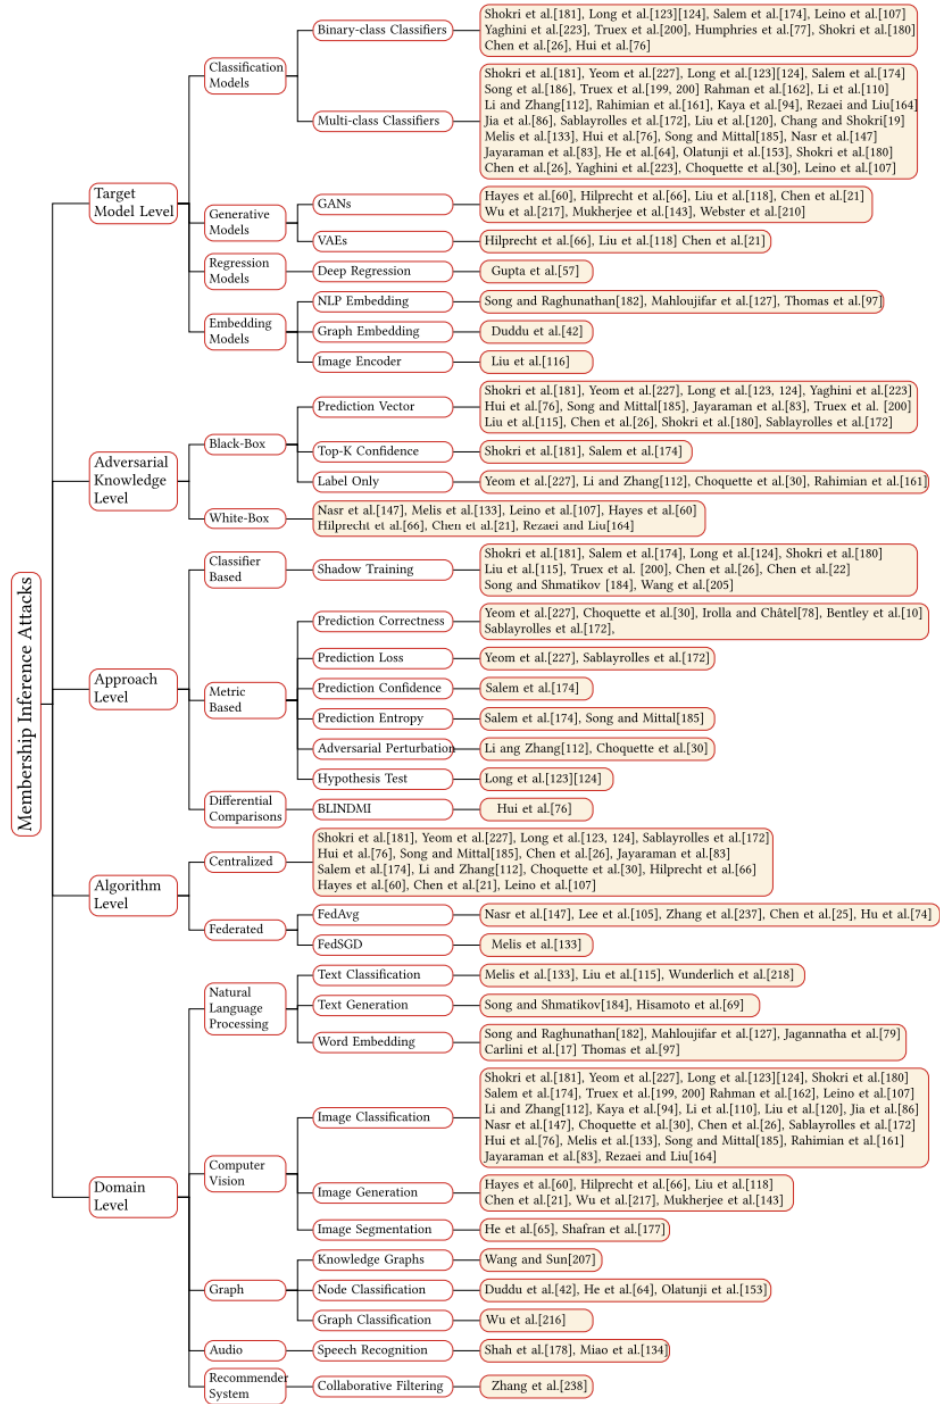 Membership Inference Attacks
Target
Model Level
Classification
Models
Binary-class Classifiers
Shokri et al.[181], Long et al.[123][124], Salem et al.[174], Leino et al.[107]
Yaghini et al.[223], Truex et al.[200], Humphries et al.[77], Shokri et al.[180]
Chen et al.[26], Hui et al.[76]
Multi-class Classifiers
Shokri et al.[181], Yeom et al.[227], Long et al.[123][124], Salem et al.[174]
Song et al.[186], Truex et al.[199, 200] Rahman et al.[162], Li et al.[110]
Li and Zhang[112], Rahimian et al.[161], Kaya et al.[94], Rezaei and Liu[164]
Jia et al.[86], Sablayrolles et al.[172], Liu et al.[120], Chang and Shokri[19]
Melis et al.[133], Hui et al.[76], Song and Mittal[185], Nasr et al.[147]
Jayaraman et al.[83], He et al.[64], Olatunji et al.[153], Shokri et al.[180]
Chen et al.[26], Yaghini et al.[223], Choquette et al.[30], Leino et al.[107]
Generative
Models
GANs
Hayes et al.[60], Hilprecht et al.[66], Liu et al.[118], Chen et al.[21]
Wu et al.[217], Mukherjee et al.[143], Webster et al.[210]
VAEs
Hilprecht et al.[66], Liu et al.[118] Chen et al.[21]
Regression
Models
Deep Regression
Gupta et al.[57]
Embedding
Models
NLP Embedding
Song and Raghunathan[182], Mahloujifar et al.[127], Thomas et al.[97]
Graph Embedding
Duddu et al.[42]
Image Encoder
Liu et al.[116]
Adversarial
Knowledge
Level
Black-Box
Prediction Vector
Shokri et al.[181], Yeom et al.[227], Long et al.[123, 124], Yaghini et al.[223]
Hui et al.[76], Song and Mittal[185], Jayaraman et al.[83], Truex et al. [200]
Liu et al.[115], Chen et al.[26], Shokri et al.[180], Sablayrolles et al.[172]
Top-K Confidence
Shokri et al.[181], Salem et al.[174]
Label Only
Yeom et al.[227], Li and Zhang[112], Choquette et al.[30], Rahimian et al.[161]
White-Box
Nasr et al.[147], Melis et al.[133], Leino et al.[107], Hayes et al.[60]
Hilprecht et al.[66], Chen et al.[21], Rezaei and Liu[164]
Approach
Level
Classifier
Based
Shadow Training
Shokri et al.[181], Salem et al.[174], Long et al.[124], Shokri et al.[180]
Liu et al.[115], Truex et al. [200], Chen et al.[26], Chen et al.[22]
Song and Shmatikov [184], Wang et al.[205]
Metric
Based
Prediction Correctness
Yeom et al.[227], Choquette et al.[30], Irolla and Châtel[78], Bentley et al.[10]
Sablayrolles et al.[172],
Prediction Loss
Yeom et al.[227], Sablayrolles et al.[172]
Prediction Confidence
Salem et al.[174]
Prediction Entropy
Salem et al.[174], Song and Mittal[185]
Adversarial Perturbation
Li ang Zhang[112], Choquette et al.[30]
Hypothesis Test
Long et al.[123][124]
Differential
Comparisons
BLINDMI
Hui et al.[76]
Algorithm
Level
Centralized
Shokri et al.[181], Yeom et al.[227], Long et al.[123, 124], Sablayrolles et al.[172]
Hui et al.[76], Song and Mittal[185], Chen et al.[26], Jayaraman et al.[83]
Salem et al.[174], Li and Zhang[112], Choquette et al.[30], Hilprecht et al.[66]
Hayes et al.[60], Chen et al.[21], Leino et al.[107]
Federated
FedAvg
Nasr et al.[147], Lee et al.[105], Zhang et al.[237], Chen et al.[25], Hu et al.[74]
FedSGD
Melis et al.[133]
Domain
Level
Natural
Language
Processing
Text Classification
Melis et al.[133], Liu et al.[115], Wunderlich et al.[218]
Text Generation
Song and Shmatikov[184], Hisamoto et al.[69]
Word Embedding
Song and Raghunathan[182], Mahloujifar et al.[127], Jagannatha et al.[79]
Carlini et al.[17] Thomas et al.[97]
Computer
Vision
Image Classification
Shokri et al.[181], Yeom et al.[227], Long et al.[123][124], Shokri et al.[180]
Salem et al.[174], Truex et al.[199, 200] Rahman et al.[162], Leino et al.[107]
Li and Zhang[112], Kaya et al.[94], Li et al.[110], Liu et al.[120], Jia et al.[86]
Nasr et al.[147], Choquette et al.[30], Chen et al.[26], Sablayrolles et al.[172]
Hui et al.[76], Melis et al.[133], Song and Mittal[185], Rahimian et al.[161]
Jayaraman et al.[83], Rezaei and Liu[164]
Image Generation
Hayes et al.[60], Hilprecht et al.[66], Liu et al.[118]
Chen et al.[21], Wu et al.[217], Mukherjee et al.[143]
Image Segmentation
He et al.[65], Shafran et al.[177]
Graph
Knowledge Graphs
Wang and Sun[207]
Node Classification
Duddu et al.[42], He et al.[64], Olatunji et al.[153]
Graph Classification
Wu et al.[216]
Audio
Speech Recognition
Shah et al.[178], Miao et al.[134]
Recommender
System
Collaborative Filtering
Zhang et al.[238]